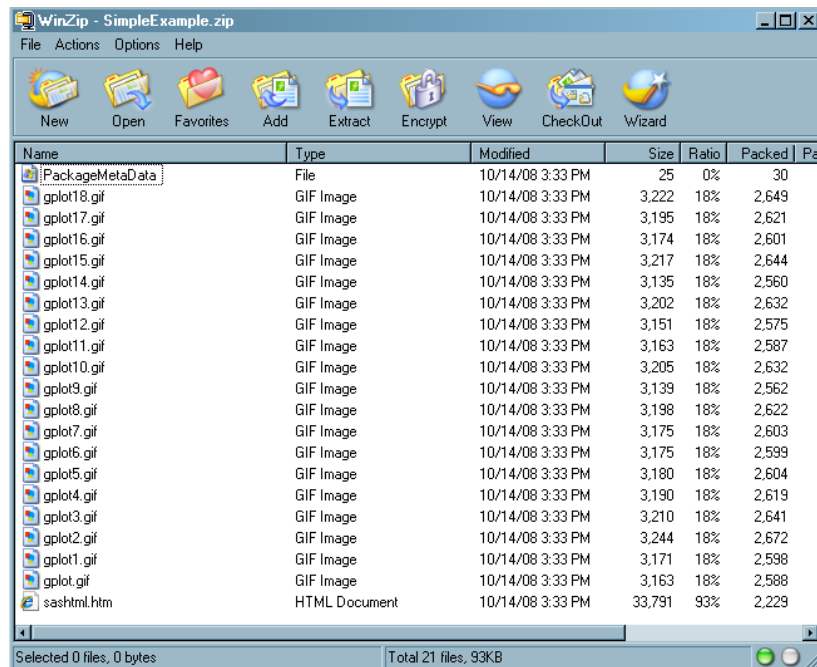 WinZip - SimpleExample.zip
File Actions Options Help
New Open Favorites Add Extract Encrypt View CheckOut Wizard
Name Type Modified Size Ratio Packed Pa
PackageMetaData File 10/14/08 3:33 PM 25 0% 30
gplot18.gif GIF Image 10/14/08 3:33 PM 3,222 18% 2,649
gplot17.gif GIF Image 10/14/08 3:33 PM 3,195 18% 2,621
gplot16.gif GIF Image 10/14/08 3:33 PM 3,174 18% 2,601
gplot15.gif GIF Image 10/14/08 3:33 PM 3,217 18% 2,644
gplot14.gif GIF Image 10/14/08 3:33 PM 3,135 18% 2,560
gplot13.gif GIF Image 10/14/08 3:33 PM 3,202 18% 2,632
gplot12.gif GIF Image 10/14/08 3:33 PM 3,151 18% 2,575
gplot11.gif GIF Image 10/14/08 3:33 PM 3,163 18% 2,587
gplot10.gif GIF Image 10/14/08 3:33 PM 3,205 18% 2,632
gplot9.gif GIF Image 10/14/08 3:33 PM 3,139 18% 2,562
gplot8.gif GIF Image 10/14/08 3:33 PM 3,198 18% 2,622
gplot7.gif GIF Image 10/14/08 3:33 PM 3,175 18% 2,603
gplot6.gif GIF Image 10/14/08 3:33 PM 3,175 18% 2,599
gplot5.gif GIF Image 10/14/08 3:33 PM 3,180 18% 2,604
gplot4.gif GIF Image 10/14/08 3:33 PM 3,190 18% 2,619
gplot3.gif GIF Image 10/14/08 3:33 PM 3,210 18% 2,641
gplot2.gif GIF Image 10/14/08 3:33 PM 3,244 18% 2,672
gplot1.gif GIF Image 10/14/08 3:33 PM 3,171 18% 2,598
gplot.gif GIF Image 10/14/08 3:33 PM 3,163 18% 2,588
sashtml.htm HTML Document 10/14/08 3:33 PM 33,791 93% 2,229
Selected 0 files, 0 bytes Total 21 files, 93KB